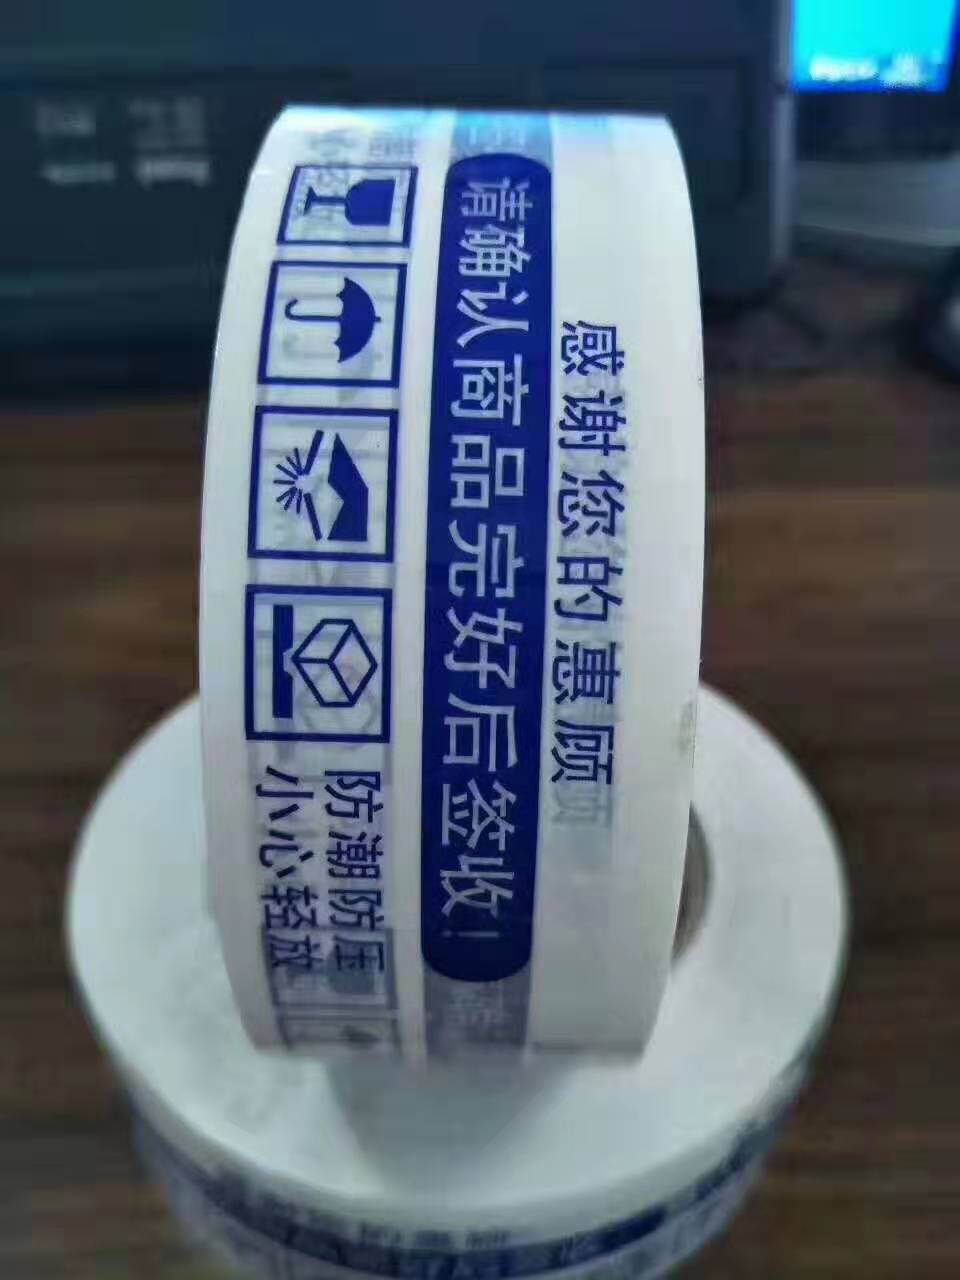 感谢您的惠顾
请确认商品完好后签收!
防潮防压
小心轻放